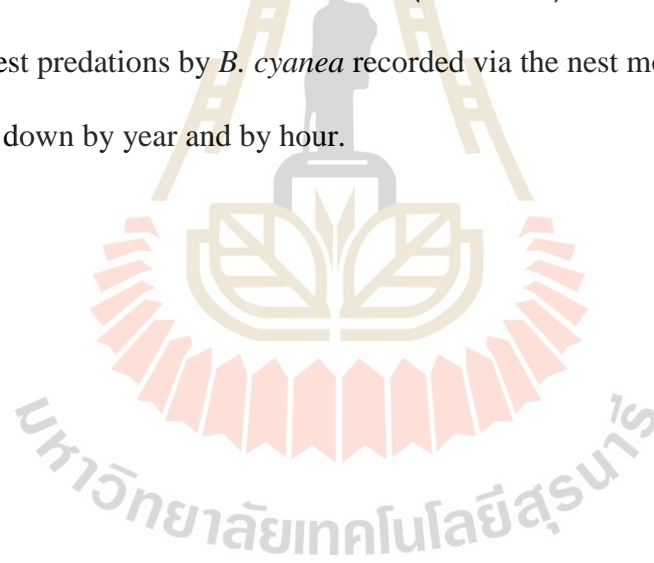 est predations by B. cyanea recorded via the nest mo
down by year and by hour.
มหาวิทยาลัยเทคโนโลยีสุรนารี